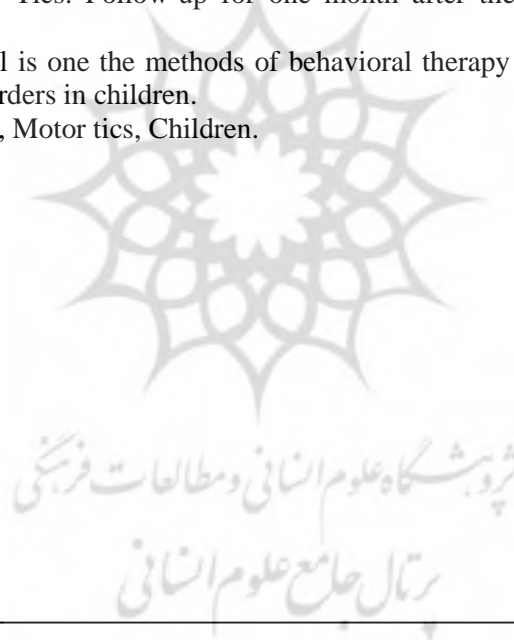 Tics. Follow-up for one month after the
l is one the methods of behavioral therapy
rders in children.
, Motor tics, Children.
پژوهشگاه علوم انسانی و مطالعات فرهنگی
پرتال جامع علوم انسانی